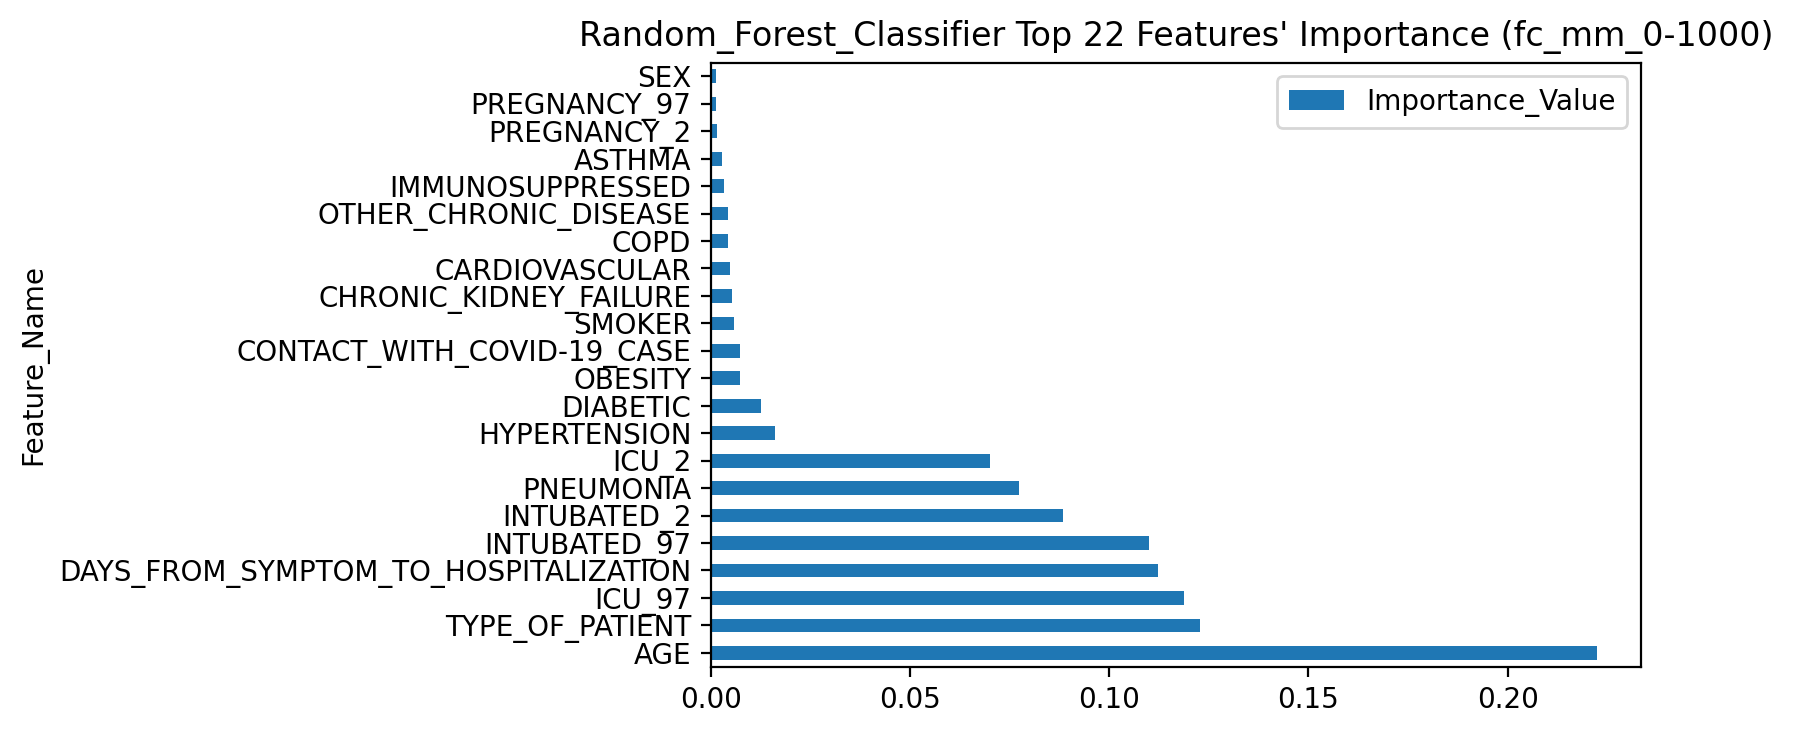 Random_Forest_Classifier Top 22 Features' Importance (fc_mm_0-1000)
Importance_Value
Feature_Name
SEX
PREGNANCY_97
PREGNANCY_2
ASTHMA
IMMUNOSUPPRESSED
OTHER_CHRONIC_DISEASE
COPD
CARDIOVASCULAR
CHRONIC_KIDNEY_FAILURE
SMOKER
CONTACT_WITH_COVID-19_CASE
OBESITY
DIABETIC
HYPERTENSION
ICU_2
PNEUMONIA
INTUBATED_2
INTUBATED_97
DAYS_FROM_SYMPTOM_TO_HOSPITALIZATION
ICU_97
TYPE_OF_PATIENT
AGE
0.00 0.05 0.10 0.15 0.20